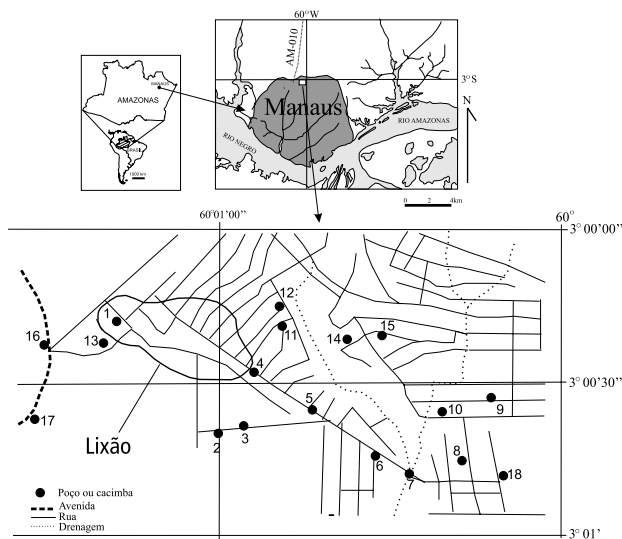 60°W
AM-010
3°S
MANAUS
AMAZONAS
BRASIL
1000 km
Manaus
N
RIO NEGRO
RIO AMAZONAS
0 2 4km
60°01'00''
60°
3° 00'00''
1
12
11
16
13
14
15
4
3° 00'30''
5
9
10
17
Lixão
2
3
6
8
7
18
Poço ou cacimba
Avenida
Rua
Drenagem
3° 01'